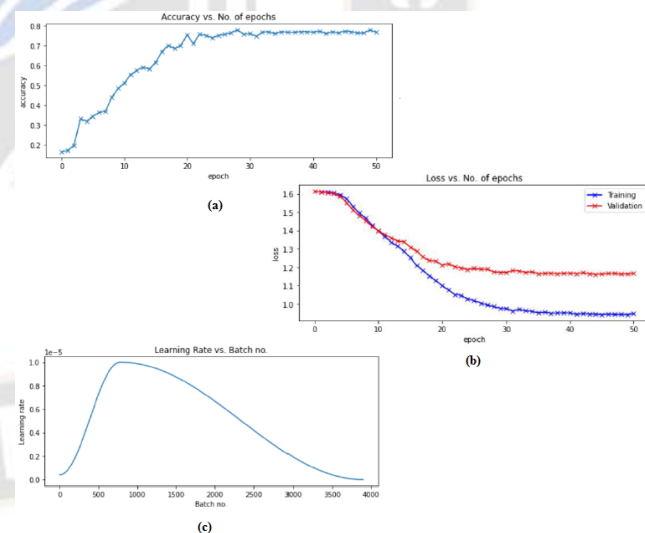 Accuracy vs. No. of epochs
0.8
0.7
0.6
0.5
0.4
0.3
0.2
accuracy
0 10 20 30 40 50
epoch
(a)
Loss vs. No. of epochs
1.6
1.5
1.4
1.3
1.2
1.1
1.0
loss
Training
Validation
0 10 20 30 40 50
epoch
(b)
Learning Rate vs. Batch no.
1e-5
1.0
0.8
0.6
0.4
0.2
0.0
Learning rate
0 500 1000 1500 2000 2500 3000 3500 4000
Batch no.
(c)